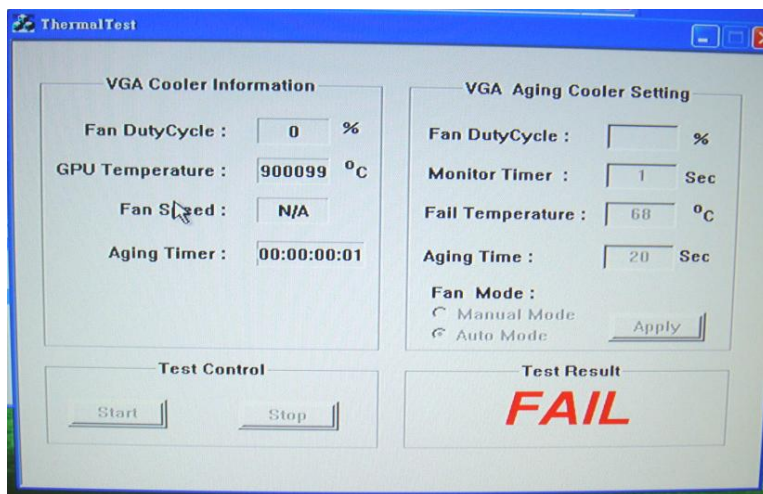 ThermalTest
VGA Cooler Information
Fan DutyCycle : 0 %
GPU Temperature : 900099 °C
Fan Speed : N/A
Aging Timer : 00:00:00:01
VGA Aging Cooler Setting
Fan DutyCycle : %
Monitor Timer : 1 Sec
Fail Temperature : 68 °C
Aging Time : 20 Sec
Fan Mode :
Manual Mode
Auto Mode
Apply
Test Control
Start Stop
Test Result
FAIL